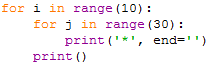 for i in range(10):
    for j in range(30):
        print('*', end='')
    print()